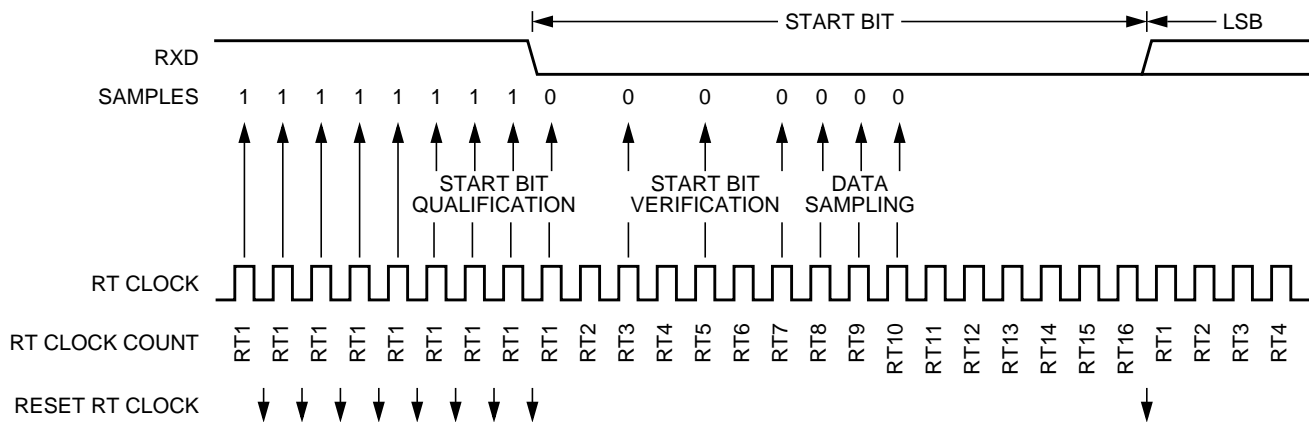 START BIT LSB
RXD
SAMPLES 1 1 1 1 1 1 1 1 0 0 0 0 0 0 0
START BIT QUALIFICATION START BIT VERIFICATION DATA SAMPLING
RT CLOCK
RT CLOCK COUNT RT1 RT1 RT1 RT1 RT1 RT1 RT1 RT1 RT1 RT2 RT3 RT4 RT5 RT6 RT7 RT8 RT9 RT10 RT11 RT12 RT13 RT14 RT15 RT16 RT1 RT2 RT3 RT4
RESET RT CLOCK